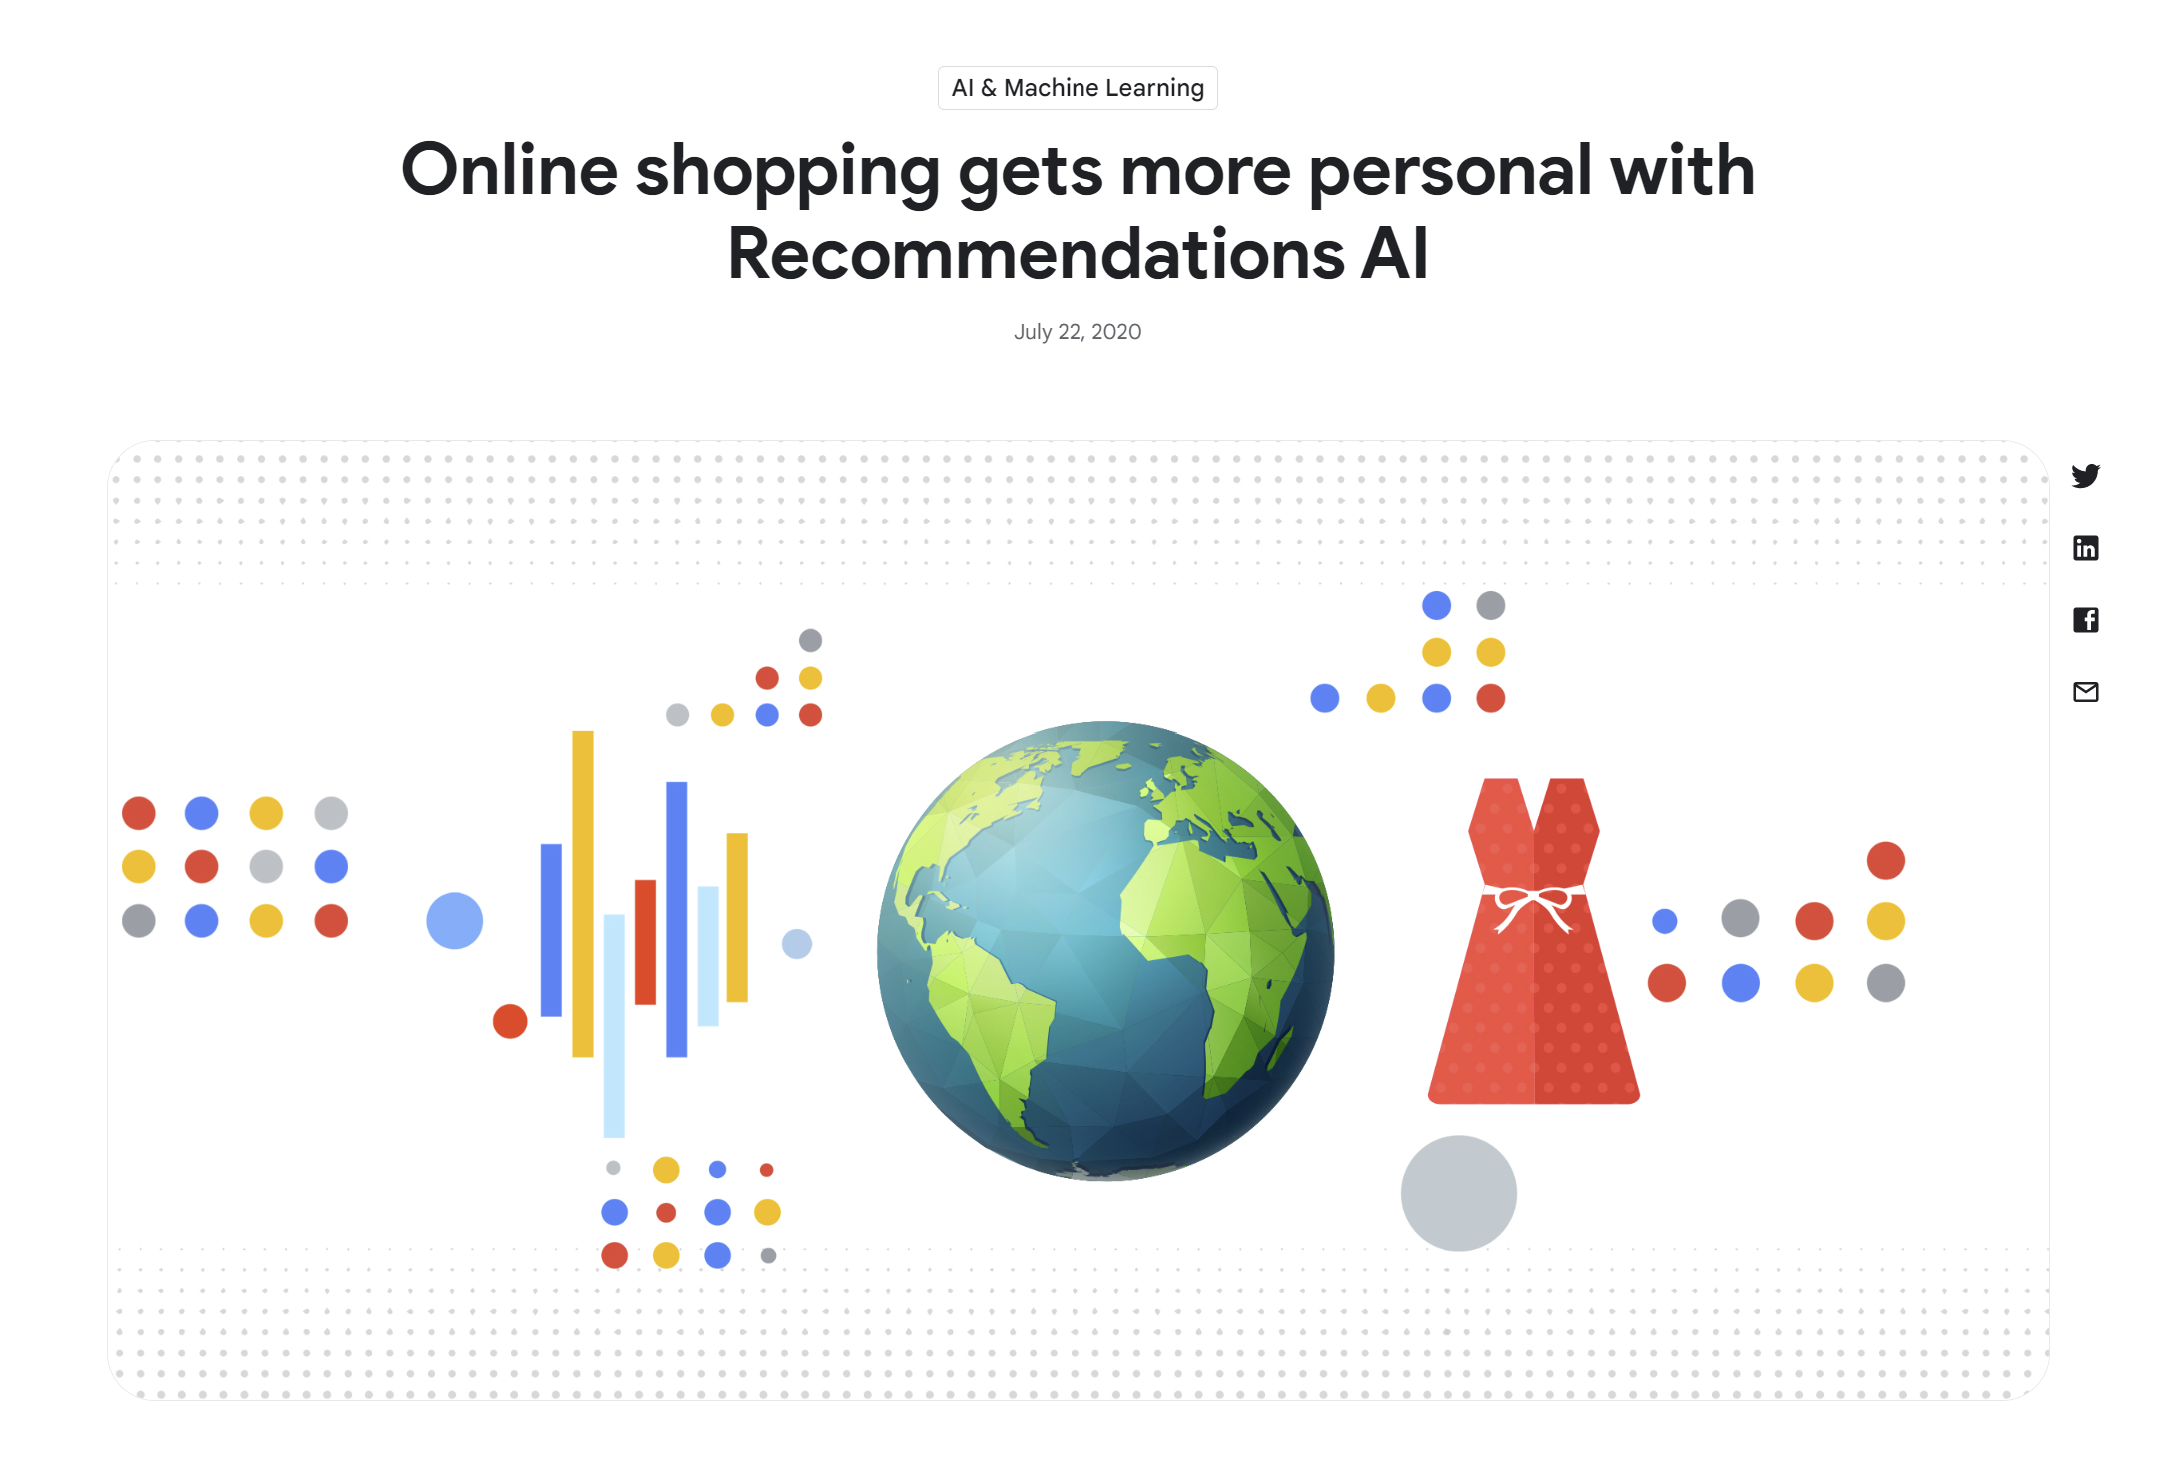 AI & Machine Learning
Online shopping gets more personal with
Recommendations AI
July 22, 2020